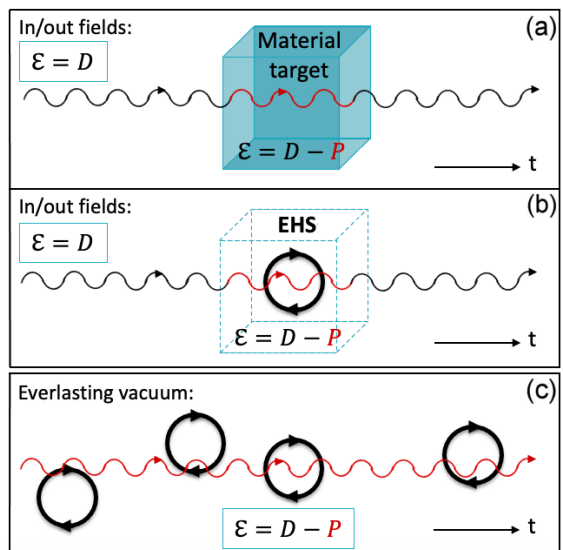 In/out fields:
(a)
Ɛ = D
Material
target
Ɛ = D − P
t
In/out fields:
(b)
Ɛ = D
EHS
Ɛ = D − P
t
Everlasting vacuum:
(c)
Ɛ = D − P
t